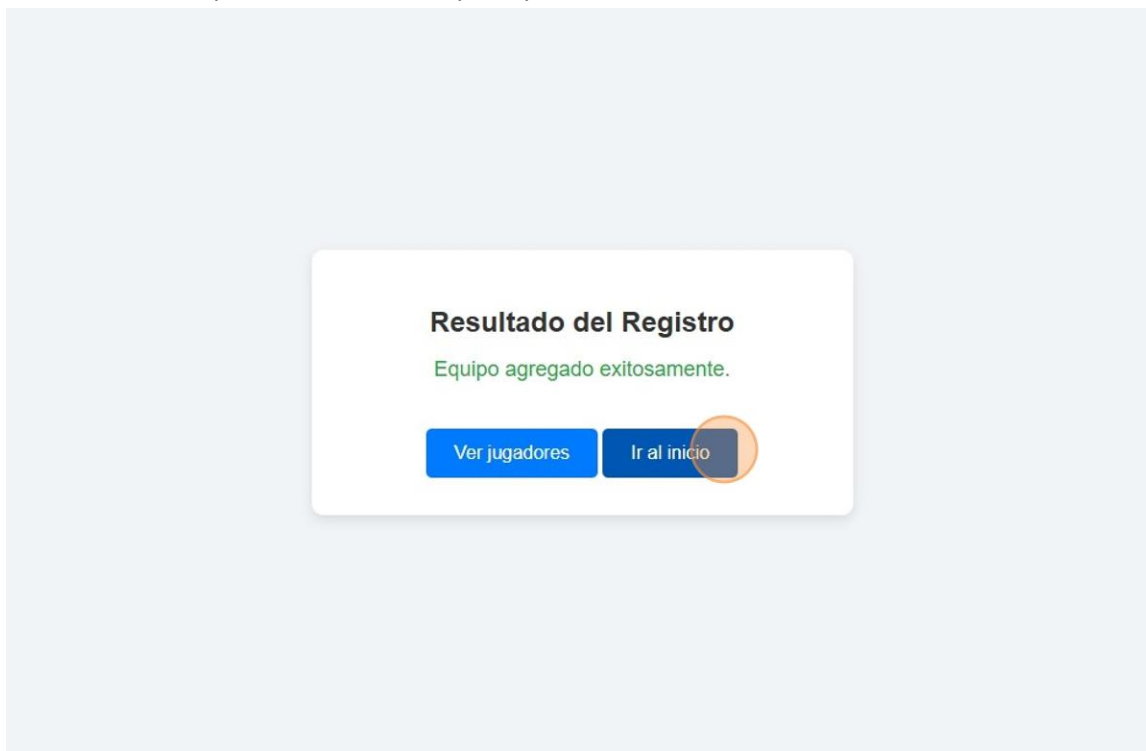 Resultado del Registro
Equipo agregado exitosamente.
Ver jugadores Ir al inicio